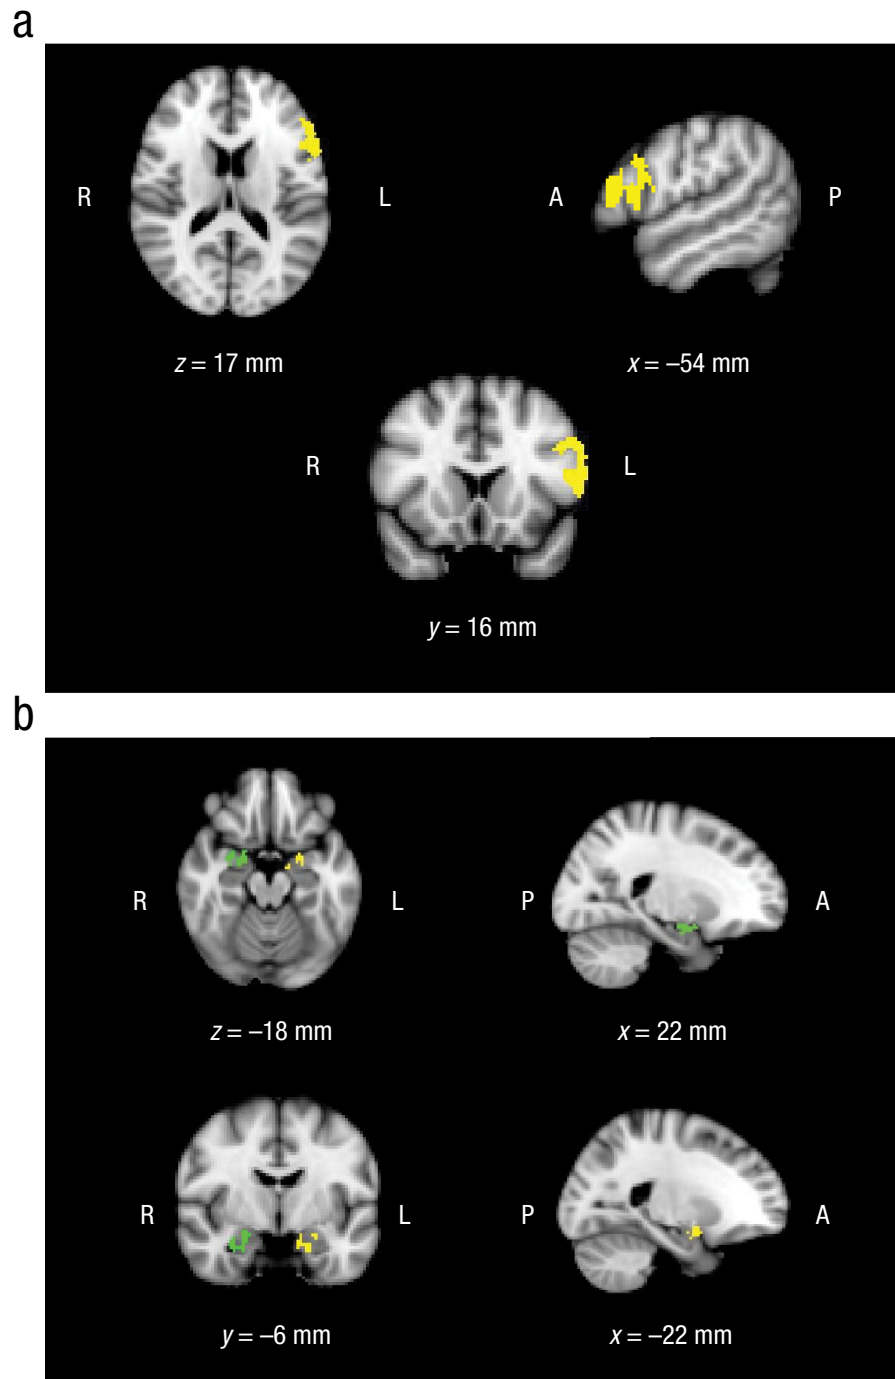 a
R L A P
z = 17 mm x = –54 mm
R L
y = 16 mm
b
R L P A
z = –18 mm x = 22 mm
R L P A
y = –6 mm x = –22 mm